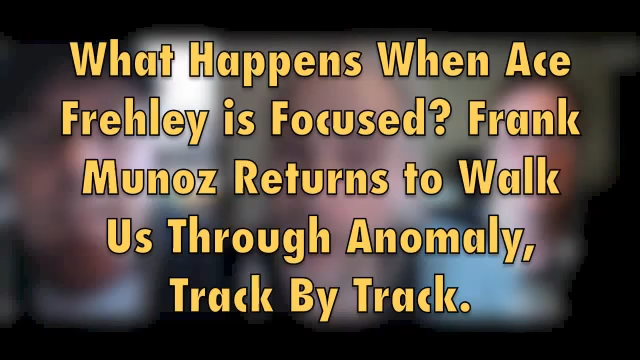 What Happens When Ace
Frehley is Focused? Frank
Munoz Returns to Walk
Us Through Anomaly,
Track By Track.